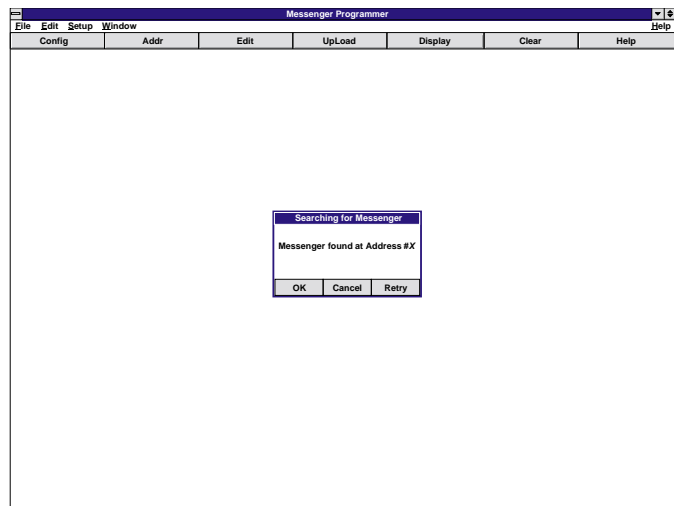 Messenger Programmer
File Edit Setup Window Help
Config Addr Edit UpLoad Display Clear Help
Searching for Messenger
Messenger found at Address #X
OK Cancel Retry